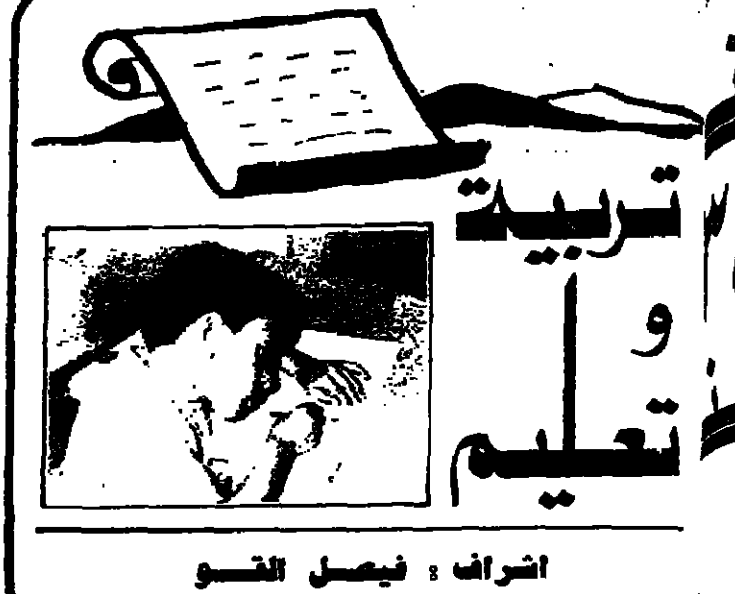 تربية
و
تعليم
اشراف : فيصل القو